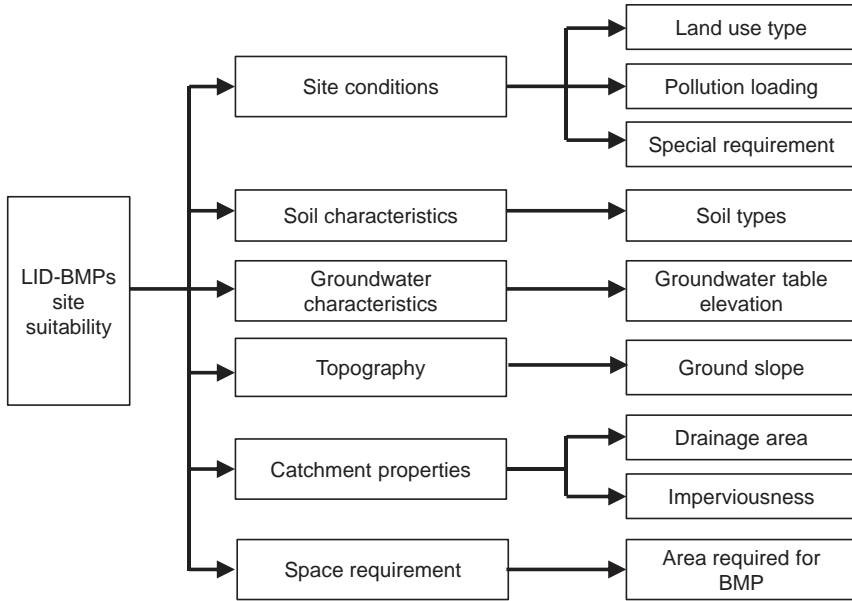 LID-BMPs
site
suitability
Site conditions
Land use type
Pollution loading
Special requirement
Soil characteristics
Soil types
Groundwater
characteristics
Groundwater table
elevation
Topography
Ground slope
Catchment properties
Drainage area
Imperviousness
Space requirement
Area required for
BMP